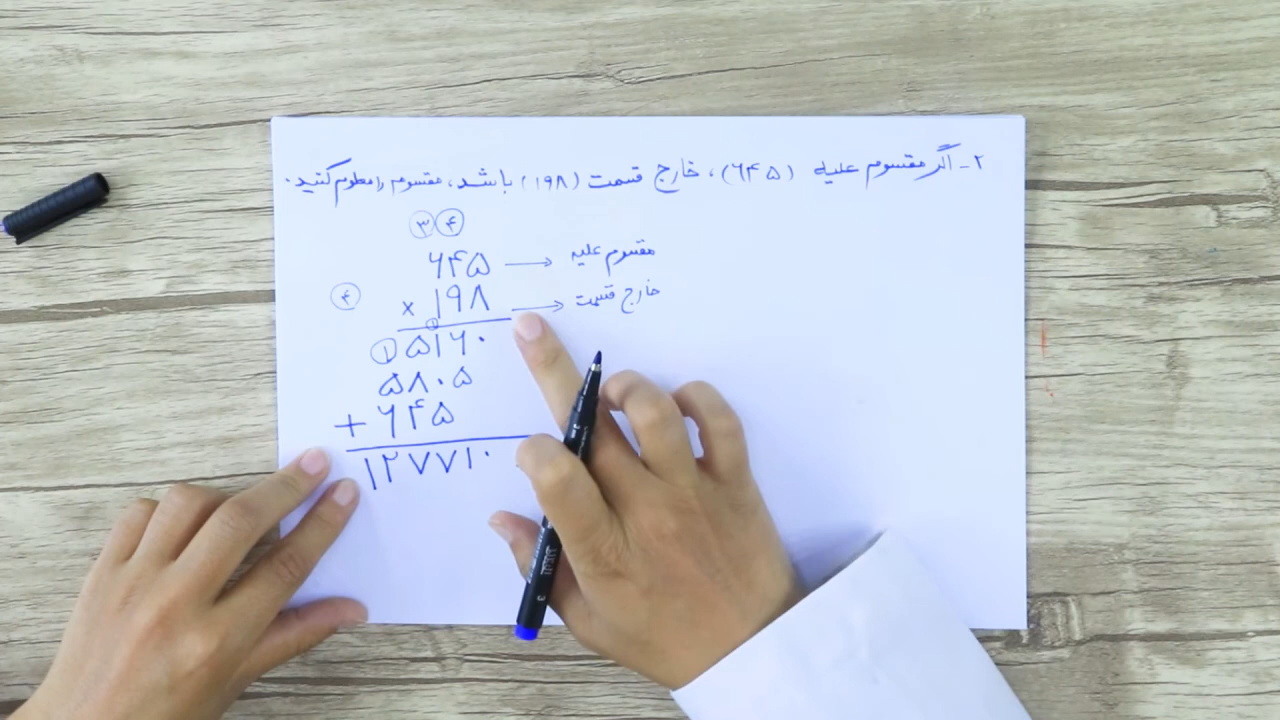 ۲- اگر مقسوم علیه (۶۴۵)، خارج قسمت (۱۹۸) باشد، مقسوم را معلوم کنید.
۳ ۴
۶۴۵ → مقسوم علیه
۴
× ۱۹۸ → خارج قسمت
۱
۱ ۵۱۶۰
۵۸۰۵
+ ۶۴۵
۱۲۷۷۱۰